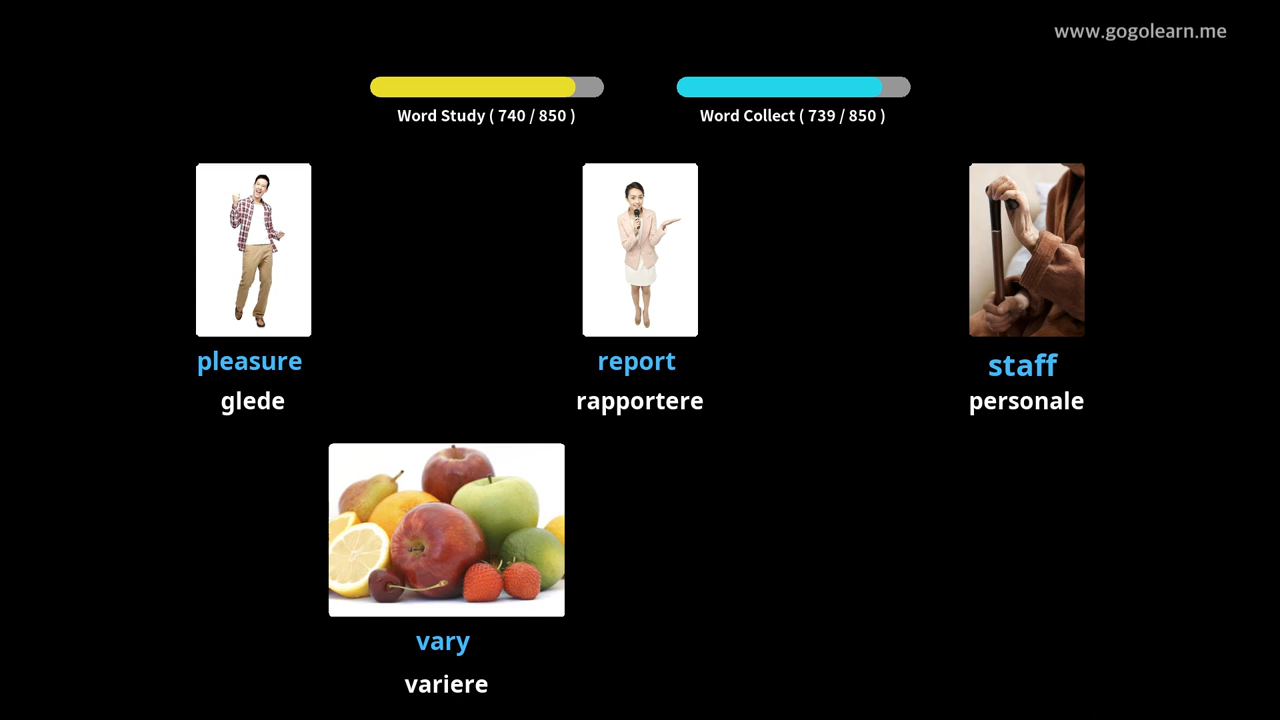 www.gogolearn.me
Word Study ( 740 / 850 )
Word Collect ( 739 / 850 )
pleasure
glede
report
rapportere
staff
personale
vary
variere